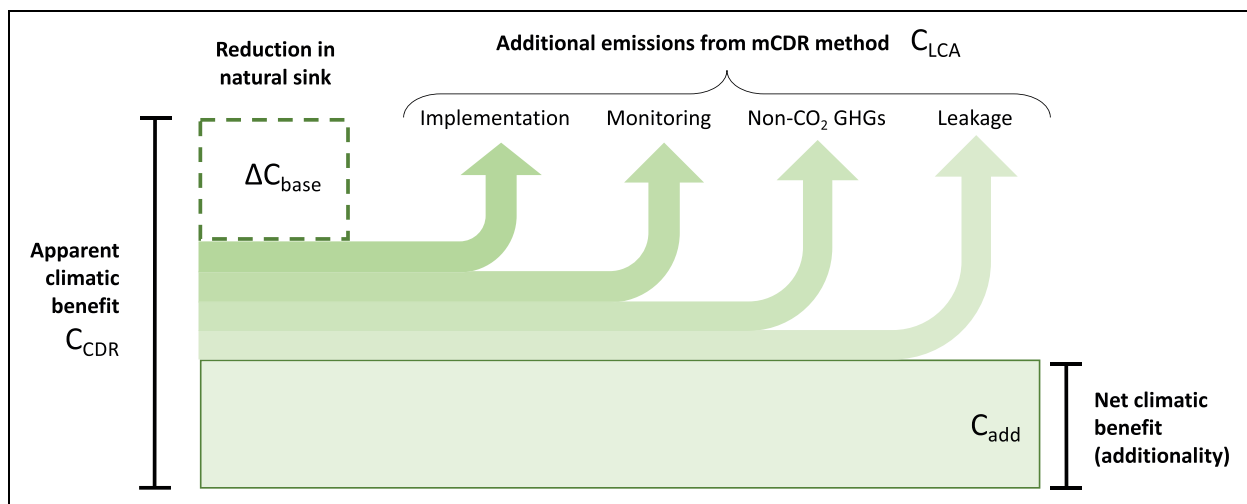 Reduction in
natural sink
Additional emissions from mCDR method C_LCA
Implementation
Monitoring
Non-CO₂ GHGs
Leakage
ΔC_base
Apparent
climatic
benefit
C_CDR
C_add
Net climatic
benefit
(additionality)